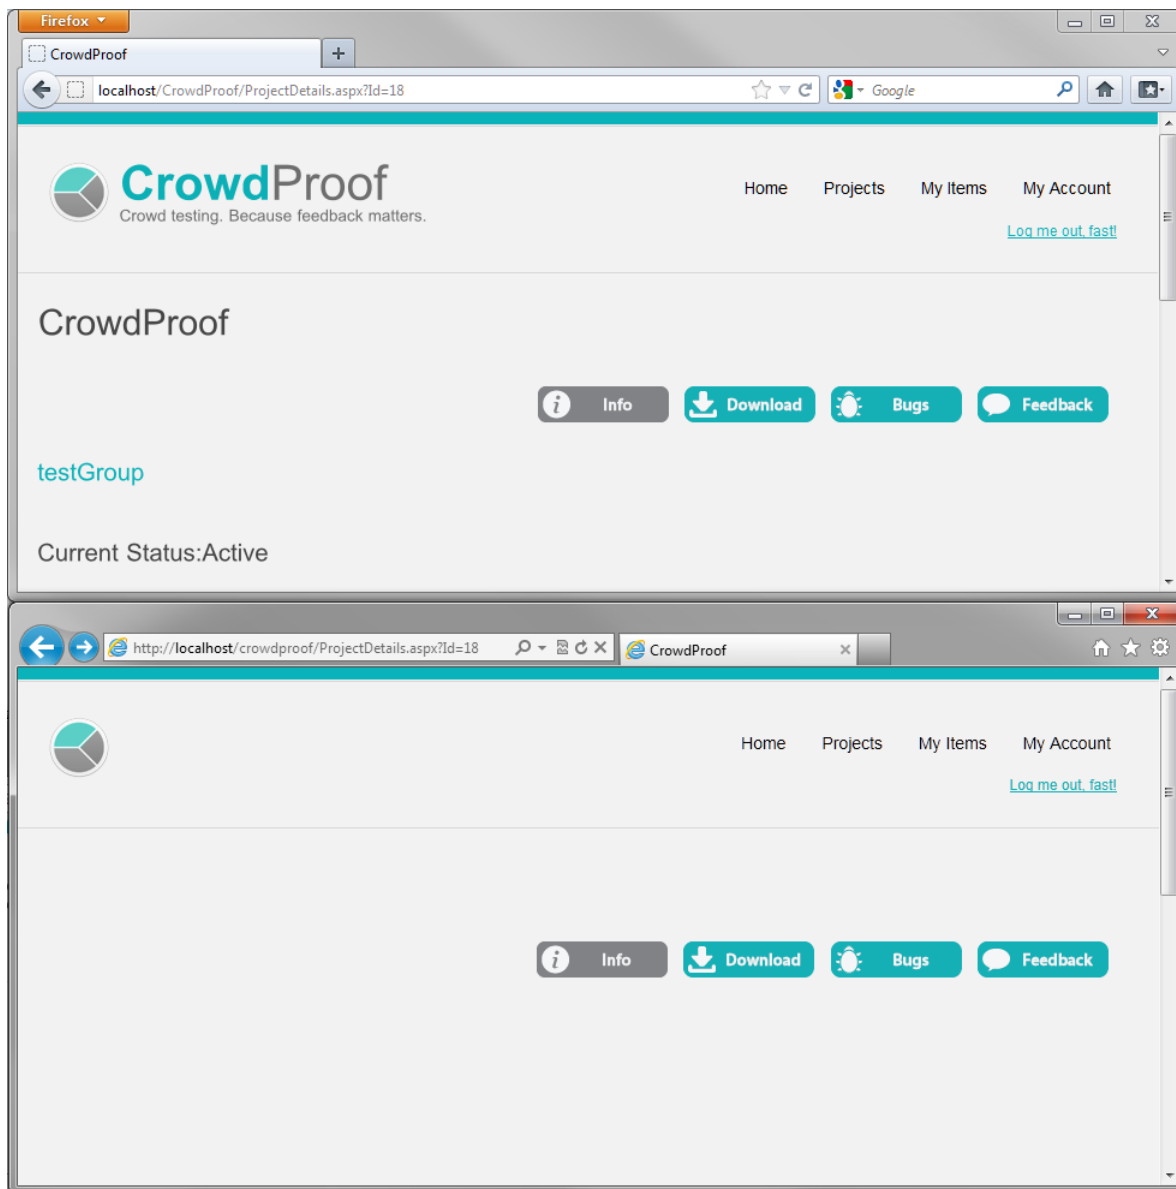 Firefox
CrowdProof
localhost/CrowdProof/ProjectDetails.aspx?Id=18
Google
CrowdProof
Crowd testing. Because feedback matters.
Home Projects My Items My Account
Log me out, fast!
CrowdProof
Info Download Bugs Feedback
testGroup
Current Status:Active
http://localhost/crowdproof/ProjectDetails.aspx?Id=18
CrowdProof
Home Projects My Items My Account
Log me out, fast!
Info Download Bugs Feedback